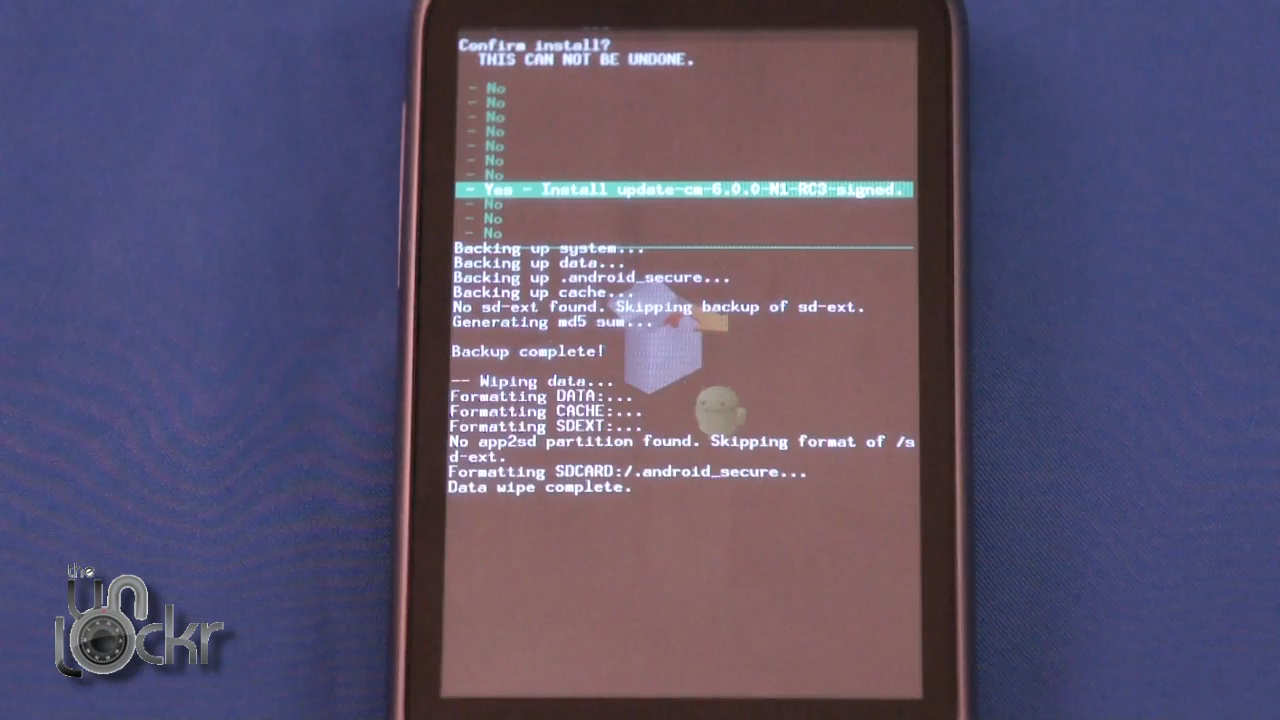 Confirm install?
THIS CAN NOT BE UNDONE.
- No
- No
- No
- No
- No
- No
- No
- Yes - Install update-cm-6.0.0-N1-RC3-signed.
- No
- No
- No
Backing up system...
Backing up data...
Backing up .android_secure...
Backing up cache...
No sd-ext found. Skipping backup of sd-ext.
Generating md5 sum...
Backup complete!
-- Wiping data...
Formatting DATA:...
Formatting CACHE:...
Formatting SDEXT:...
No app2sd partition found. Skipping format of /s
d-ext.
Formatting SDCARD:/.android_secure...
Data wipe complete.
the
UN
LOckr